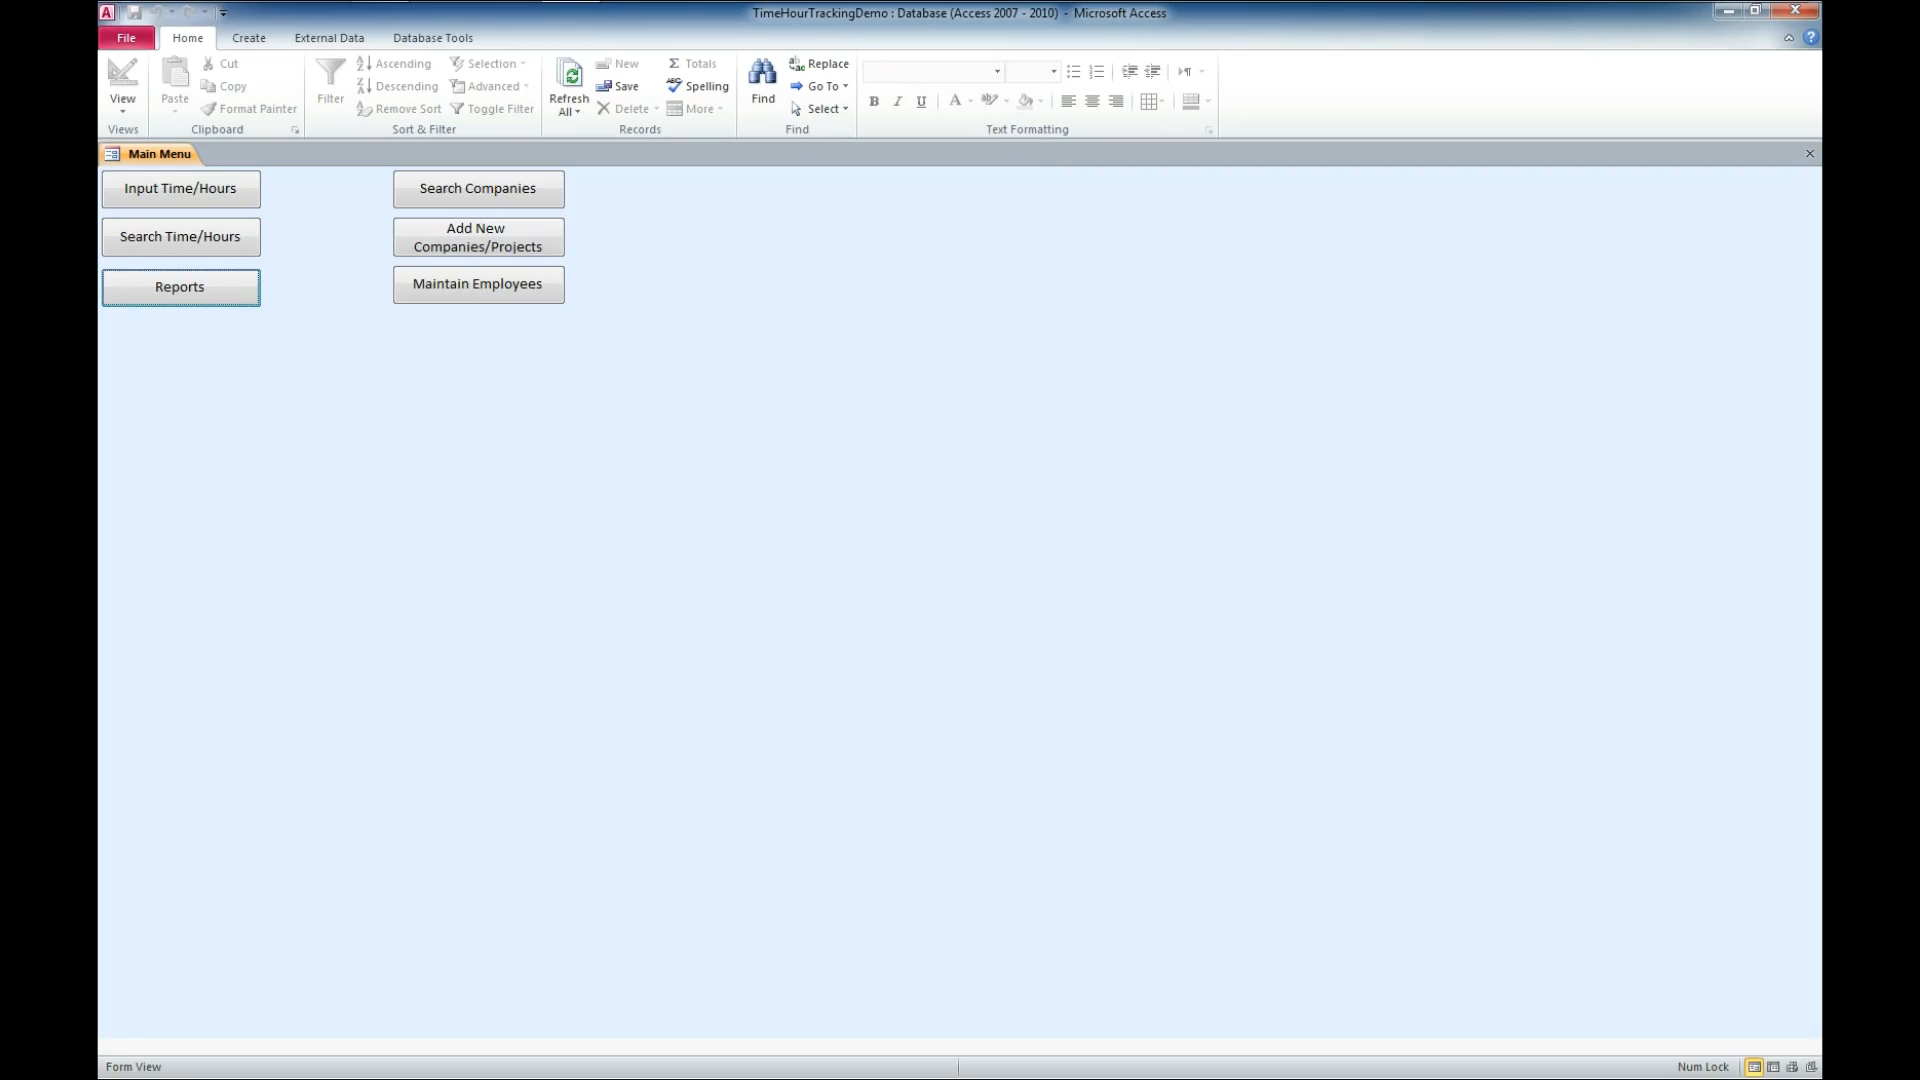 TimeHourTrackingDemo : Database (Access 2007 - 2010) - Microsoft Access
File Home Create External Data Database Tools
View
Views
Paste
Cut
Copy
Format Painter
Clipboard
Filter
Ascending
Descending
Remove Sort
Selection
Advanced
Toggle Filter
Sort & Filter
Refresh
All
New
Save
Delete
Totals
Spelling
More
Records
Find
Replace
Go To
Select
Find
B I U A
Text Formatting
Main Menu
Input Time/Hours
Search Time/Hours
Reports
Search Companies
Add New
Companies/Projects
Maintain Employees
Form View
Num Lock